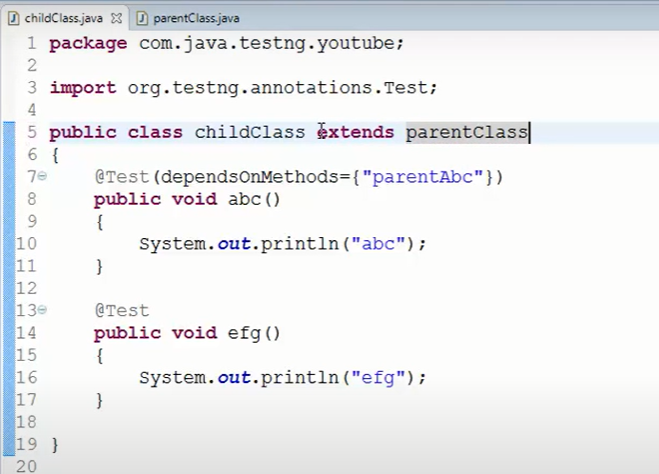 childClass.java parentClass.java
1 package com.java.testng.youtube;
2
3 import org.testng.annotations.Test;
4
5 public class childClass extends parentClass
6 {
7 @Test(dependsOnMethods={"parentAbc"})
8 public void abc()
9 {
10 System.out.println("abc");
11 }
12
13 @Test
14 public void efg()
15 {
16 System.out.println("efg");
17 }
18
19 }
20